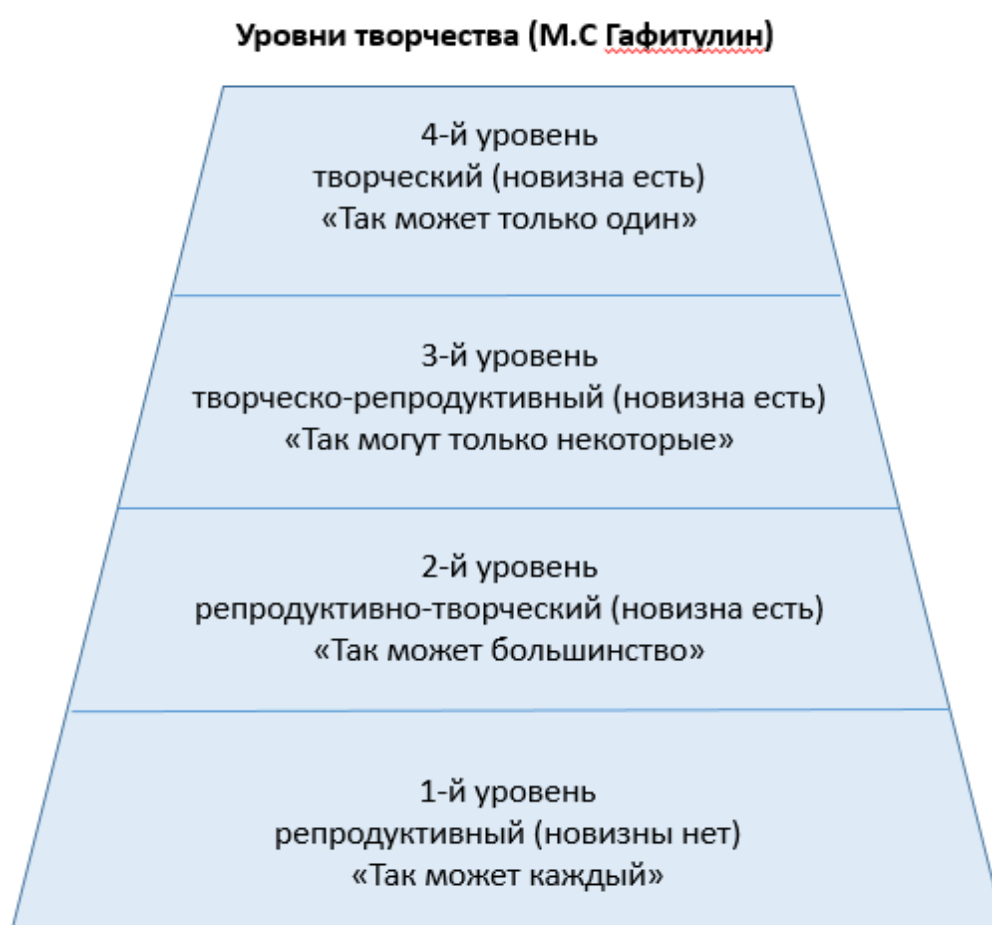 Уровни творчества (М.С Гафитулин)
4-й уровень
творческий (новизна есть)
«Так может только один»
3-й уровень
творческо-репродуктивный (новизна есть)
«Так могут только некоторые»
2-й уровень
репродуктивно-творческий (новизна есть)
«Так может большинство»
1-й уровень
репродуктивный (новизны нет)
«Так может каждый»